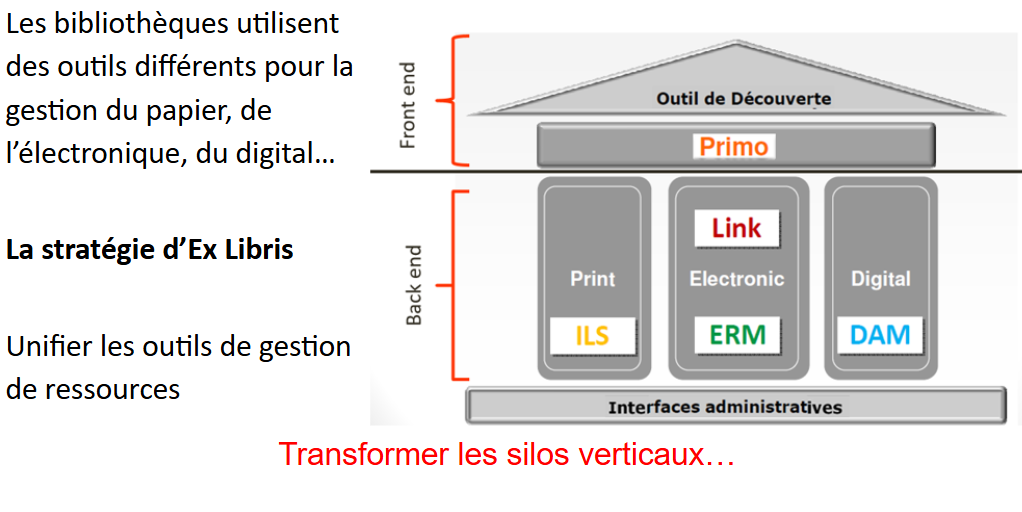 Les bibliothèques utilisent
des outils différents pour la
gestion du papier, de
l’électronique, du digital…
La stratégie d’Ex Libris
Unifier les outils de gestion
de ressources
Front end
Outil de Découverte
Primo
Back end
Link
Print
Electronic
Digital
ILS
ERM
DAM
Interfaces administratives
Transformer les silos verticaux…